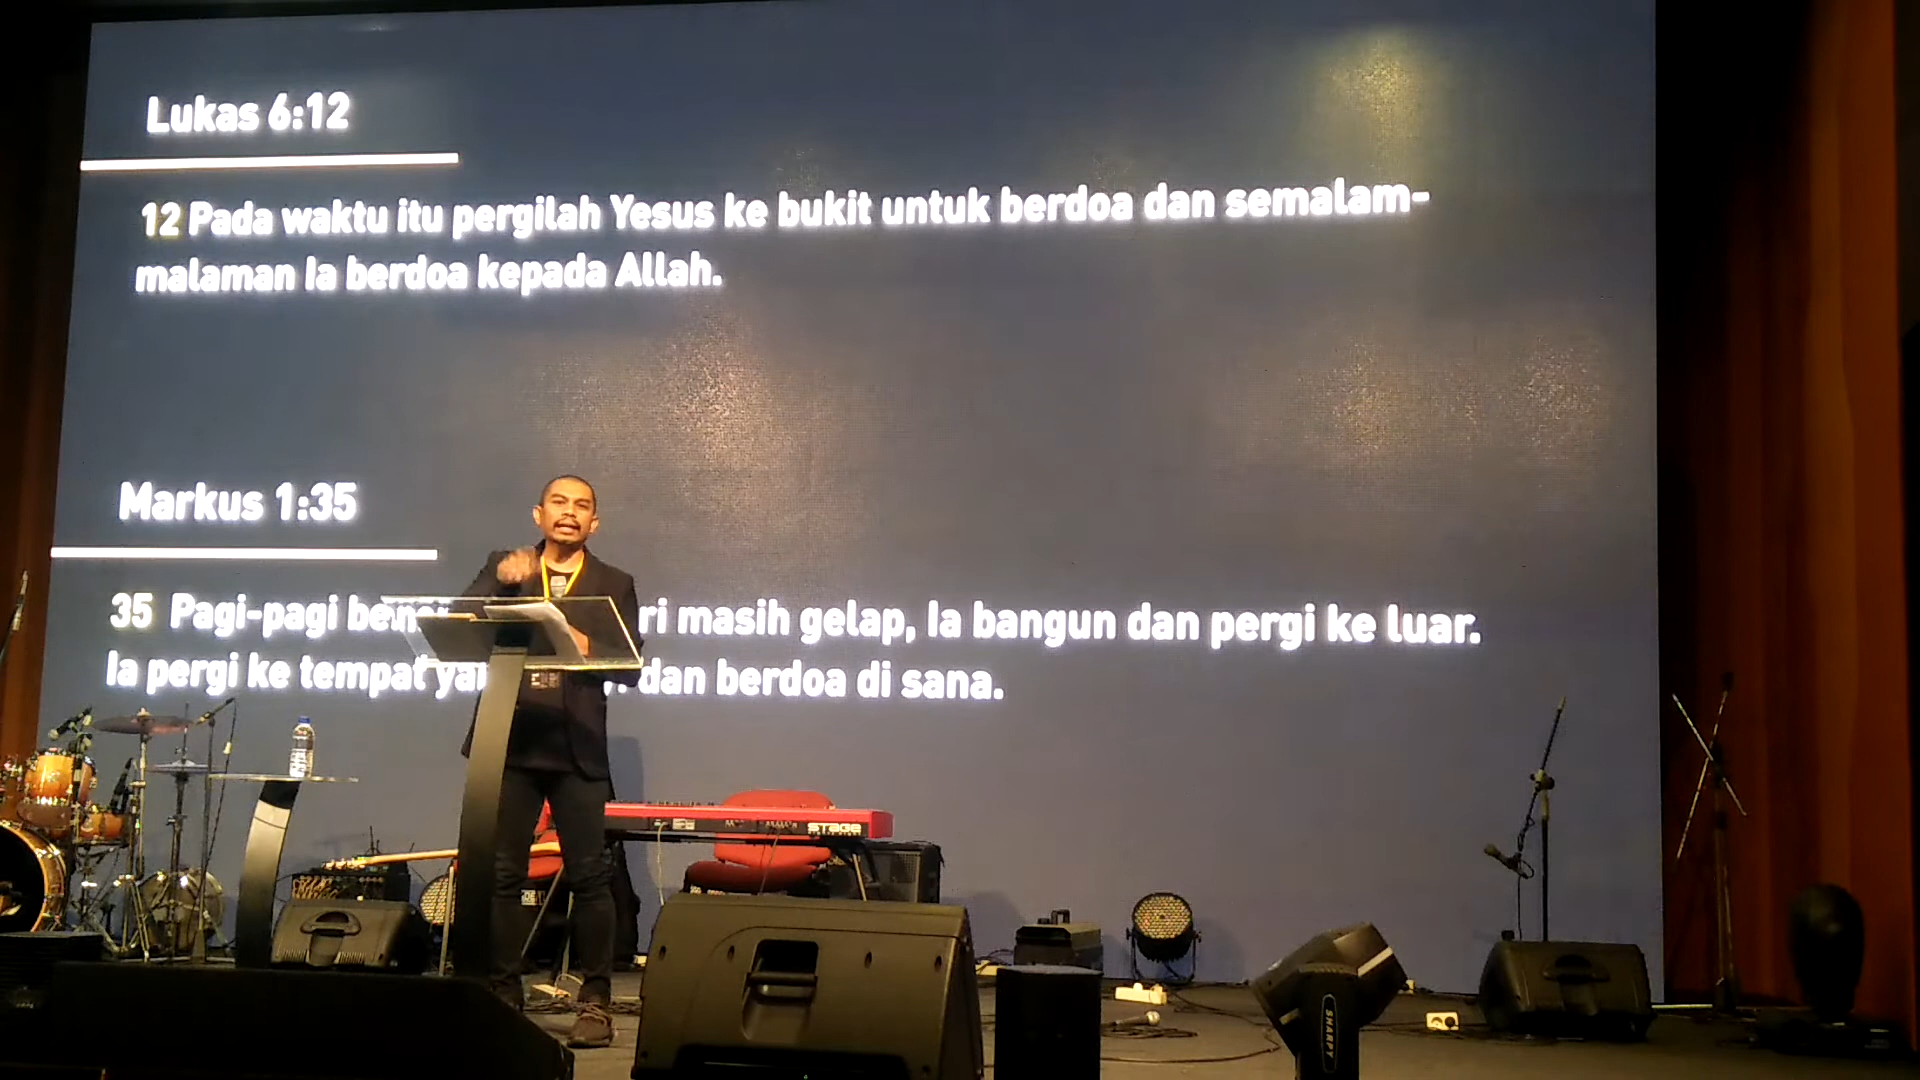 Lukas 6:12
12 Pada waktu itu pergilah Yesus ke bukit untuk berdoa dan semalam-
malaman Ia berdoa kepada Allah.
Markus 1:35
35 Pagi-pagi masih gelap, Ia bangun dan pergi ke luar.
Ia pergi ke tempat dan berdoa di sana.
STAGE
SHARPY